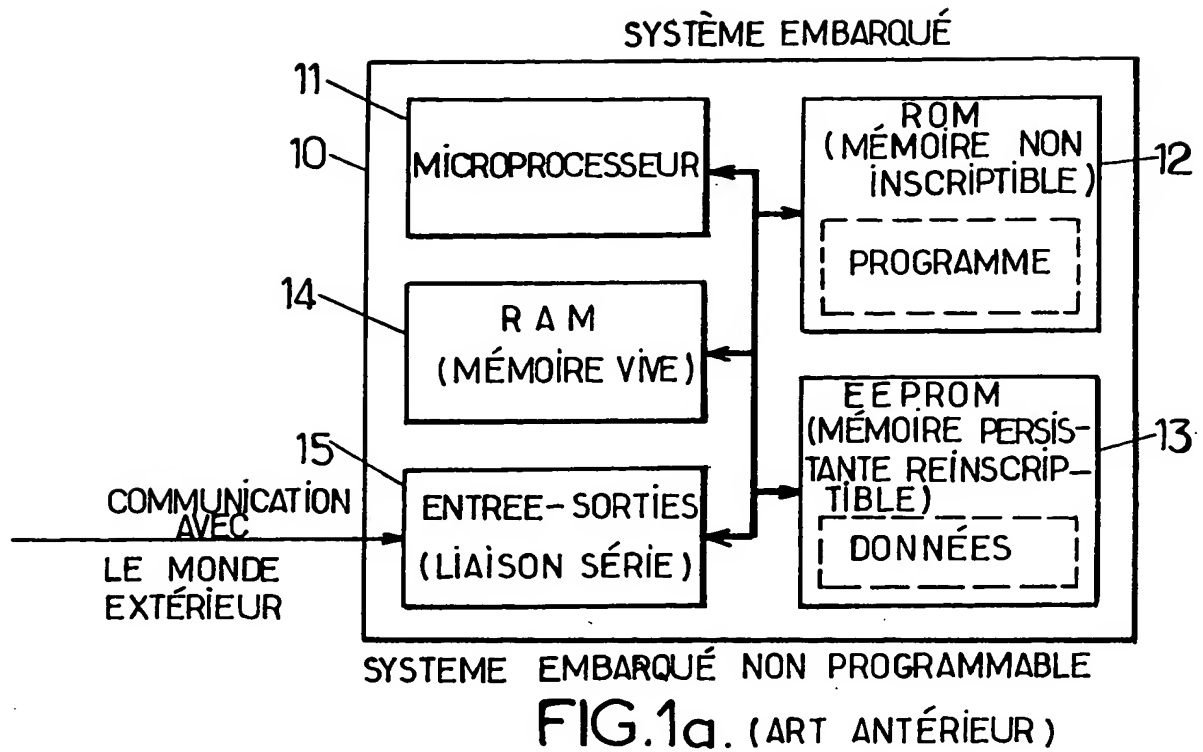 SYSTÈME EMBARQUÉ
11
10
MICROPROCESSEUR
ROM
(MÉMOIRE NON
INSCRIPTIBLE)
12
PROGRAMME
14
RAM
(MÉMOIRE VIVE)
EEPROM
(MÉMOIRE PERSIS-
TANTE REINSCRIP-
TIBLE)
13
DONNÉES
15
ENTREE-SORTIES
(LIAISON SÉRIE)
COMMUNICATION
AVEC
LE MONDE
EXTÉRIEUR
SYSTEME EMBARQUÉ NON PROGRAMMABLE
FIG.1a. (ART ANTÉRIEUR)